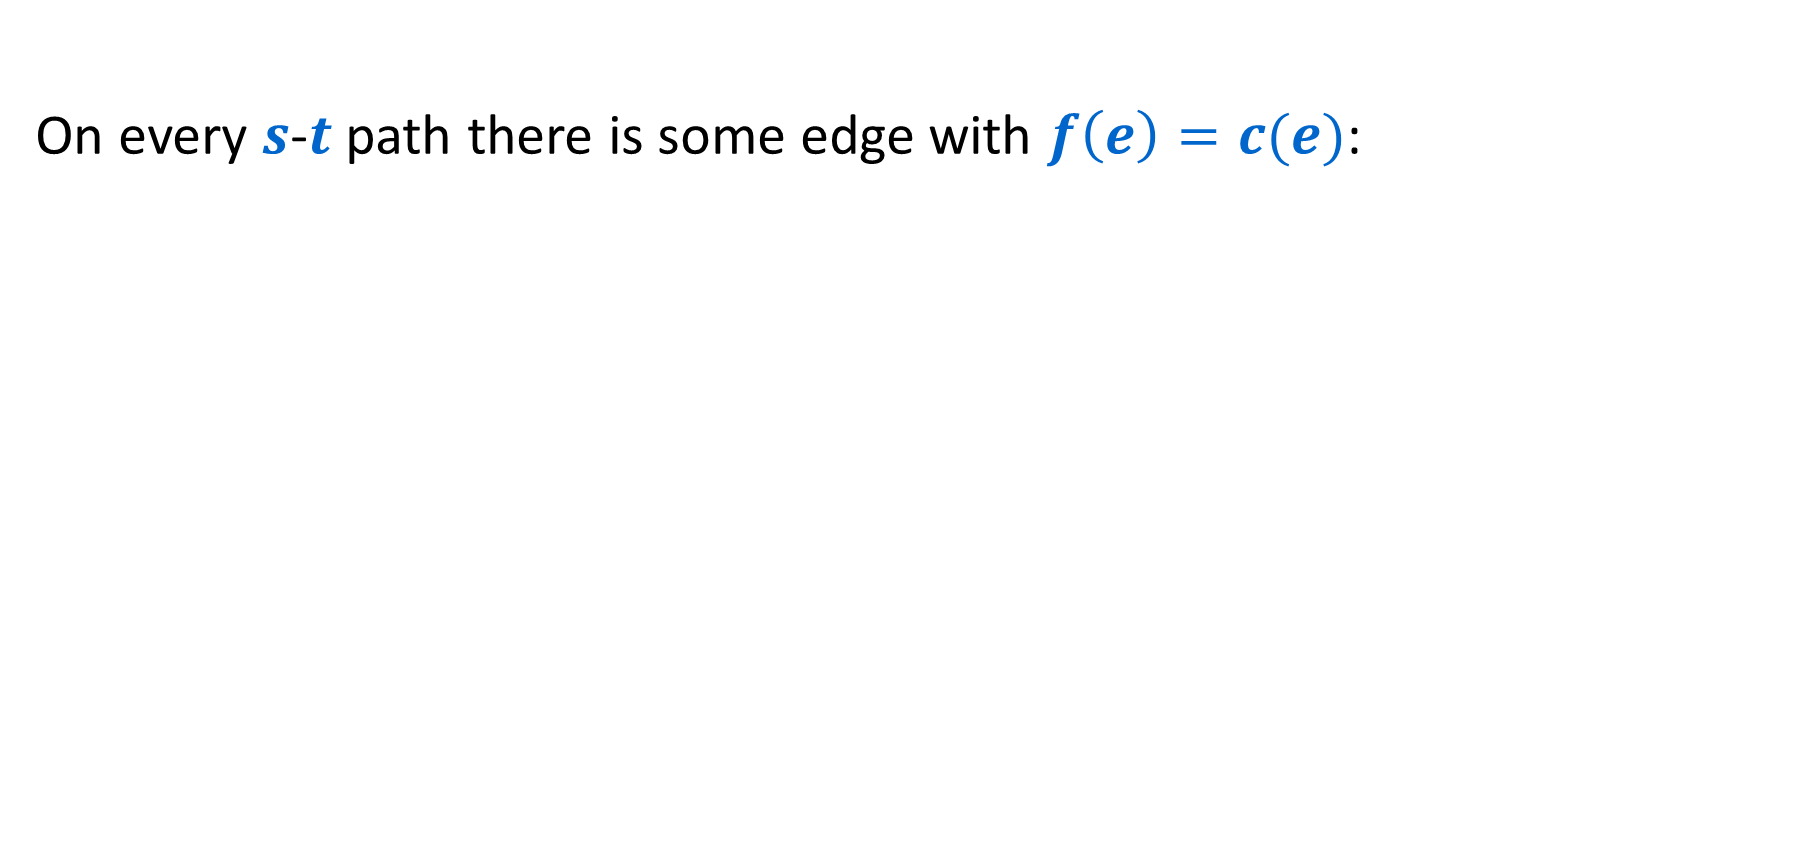 On every s-t path there is some edge with f(e) = c(e):